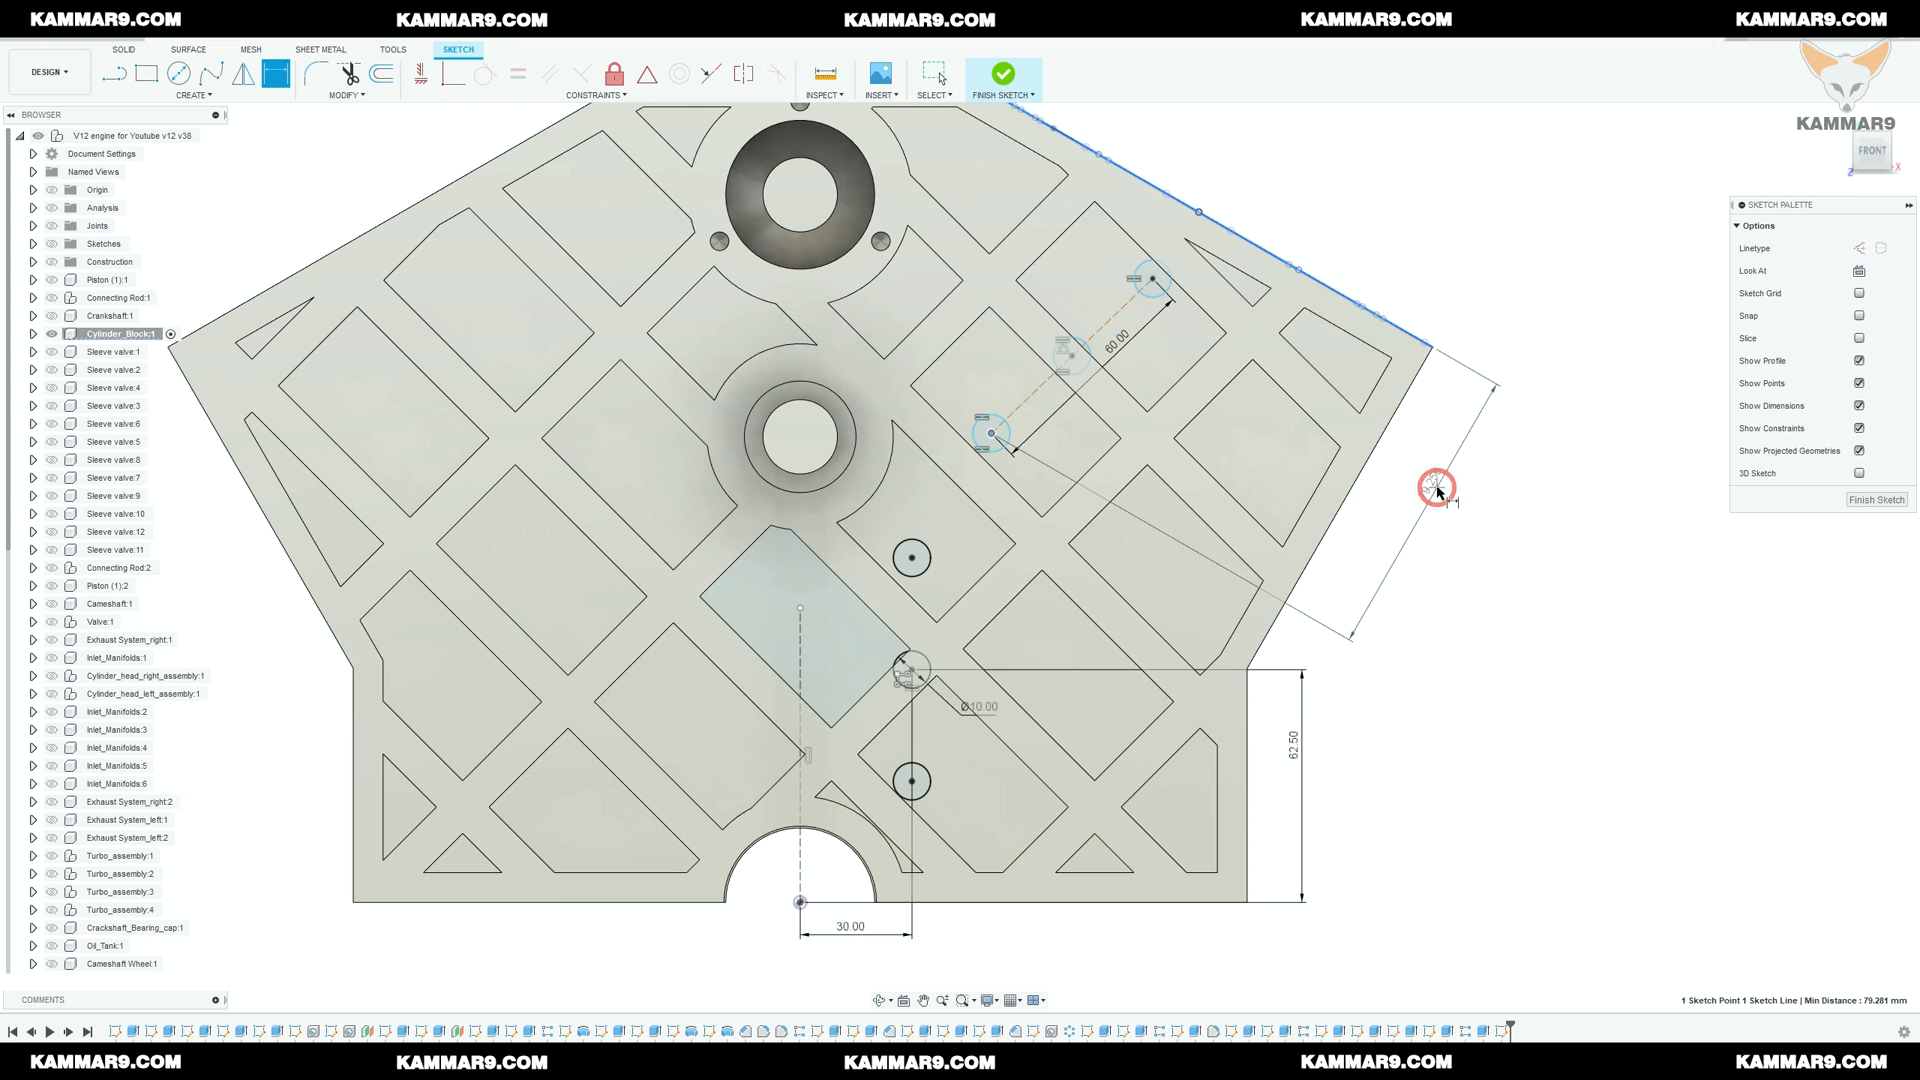 KAMMAR9.COM KAMMAR9.COM KAMMAR9.COM KAMMAR9.COM KAMMAR9.COM
SOLID SURFACE MESH SHEET METAL TOOLS SKETCH
DESIGN
CREATE MODIFY CONSTRAINTS INSPECT INSERT SELECT FINISH SKETCH
KAMMAR9
FRONT
X
Z
BROWSER
V12 engine for Youtube v12 v38
Document Settings
Named Views
Origin
Analysis
Joints
Sketches
Construction
Piston (1):1
Connecting Rod:1
Crankshaft:1
Cylinder_Block:1
Sleeve valve:1
Sleeve valve:2
Sleeve valve:4
Sleeve valve:3
Sleeve valve:6
Sleeve valve:5
Sleeve valve:8
Sleeve valve:7
Sleeve valve:9
Sleeve valve:10
Sleeve valve:12
Sleeve valve:11
Connecting Rod:2
Piston (1):2
Cameshaft:1
Valve:1
Exhaust System_right:1
Inlet_Manifolds:1
Cylinder_head_right_assembly:1
Cylinder_head_left_assembly:1
Inlet_Manifolds:2
Inlet_Manifolds:3
Inlet_Manifolds:4
Inlet_Manifolds:5
Inlet_Manifolds:6
Exhaust System_right:2
Exhaust System_left:1
Exhaust System_left:2
Turbo_assembly:1
Turbo_assembly:2
Turbo_assembly:3
Turbo_assembly:4
Crackshaft_Bearing_cap:1
Oil_Tank:1
Cameshaft Wheel:1
60.00
Ø10.00
62.50
30.00
SKETCH PALETTE
Options
Linetype
Look At
Sketch Grid
Snap
Slice
Show Profile
Show Points
Show Dimensions
Show Constraints
Show Projected Geometries
3D Sketch
Finish Sketch
COMMENTS
1 Sketch Point 1 Sketch Line | Min Distance : 79.281 mm
KAMMAR9.COM KAMMAR9.COM KAMMAR9.COM KAMMAR9.COM KAMMAR9.COM